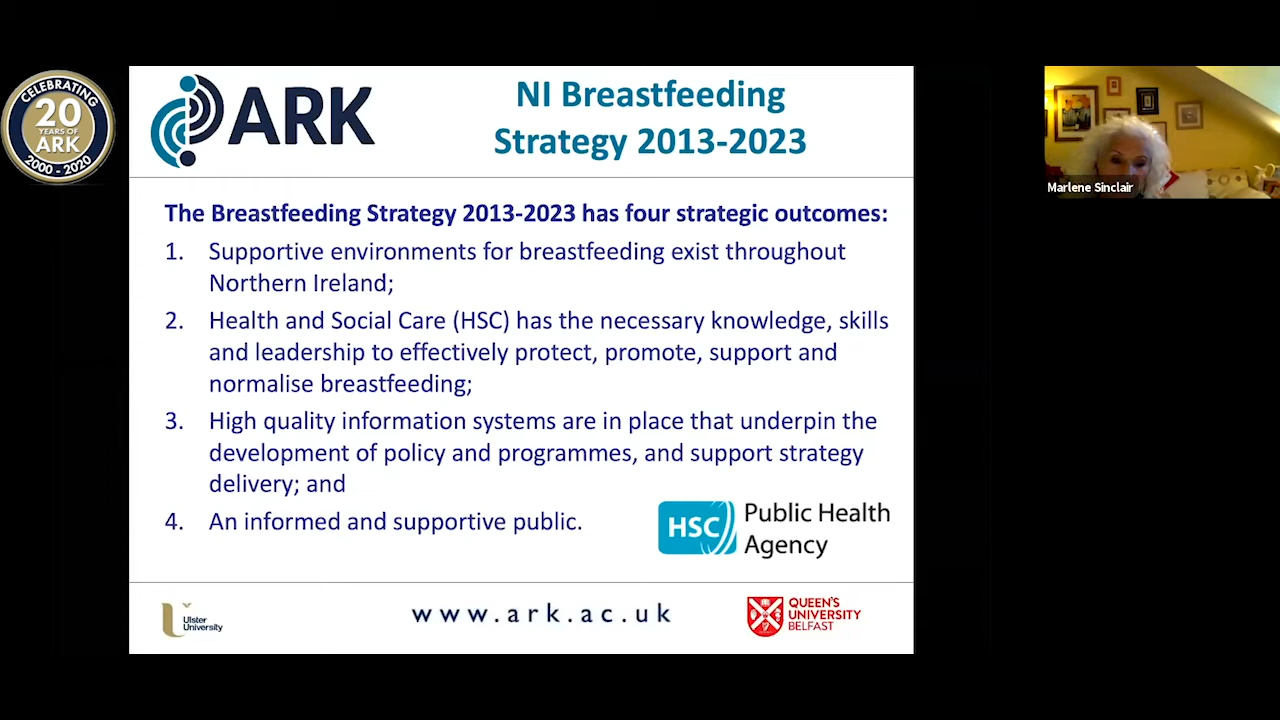 CELEBRATING
20
YEARS OF
ARK
2000 - 2020
ARK
NI Breastfeeding
Strategy 2013-2023
The Breastfeeding Strategy 2013-2023 has four strategic outcomes:
1. Supportive environments for breastfeeding exist throughout
Northern Ireland;
2. Health and Social Care (HSC) has the necessary knowledge, skills
and leadership to effectively protect, promote, support and
normalise breastfeeding;
3. High quality information systems are in place that underpin the
development of policy and programmes, and support strategy
delivery; and
4. An informed and supportive public.
HSC
Public Health
Agency
Ulster
University
www.ark.ac.uk
QUEEN'S
UNIVERSITY
BELFAST
Marlene Sinclair